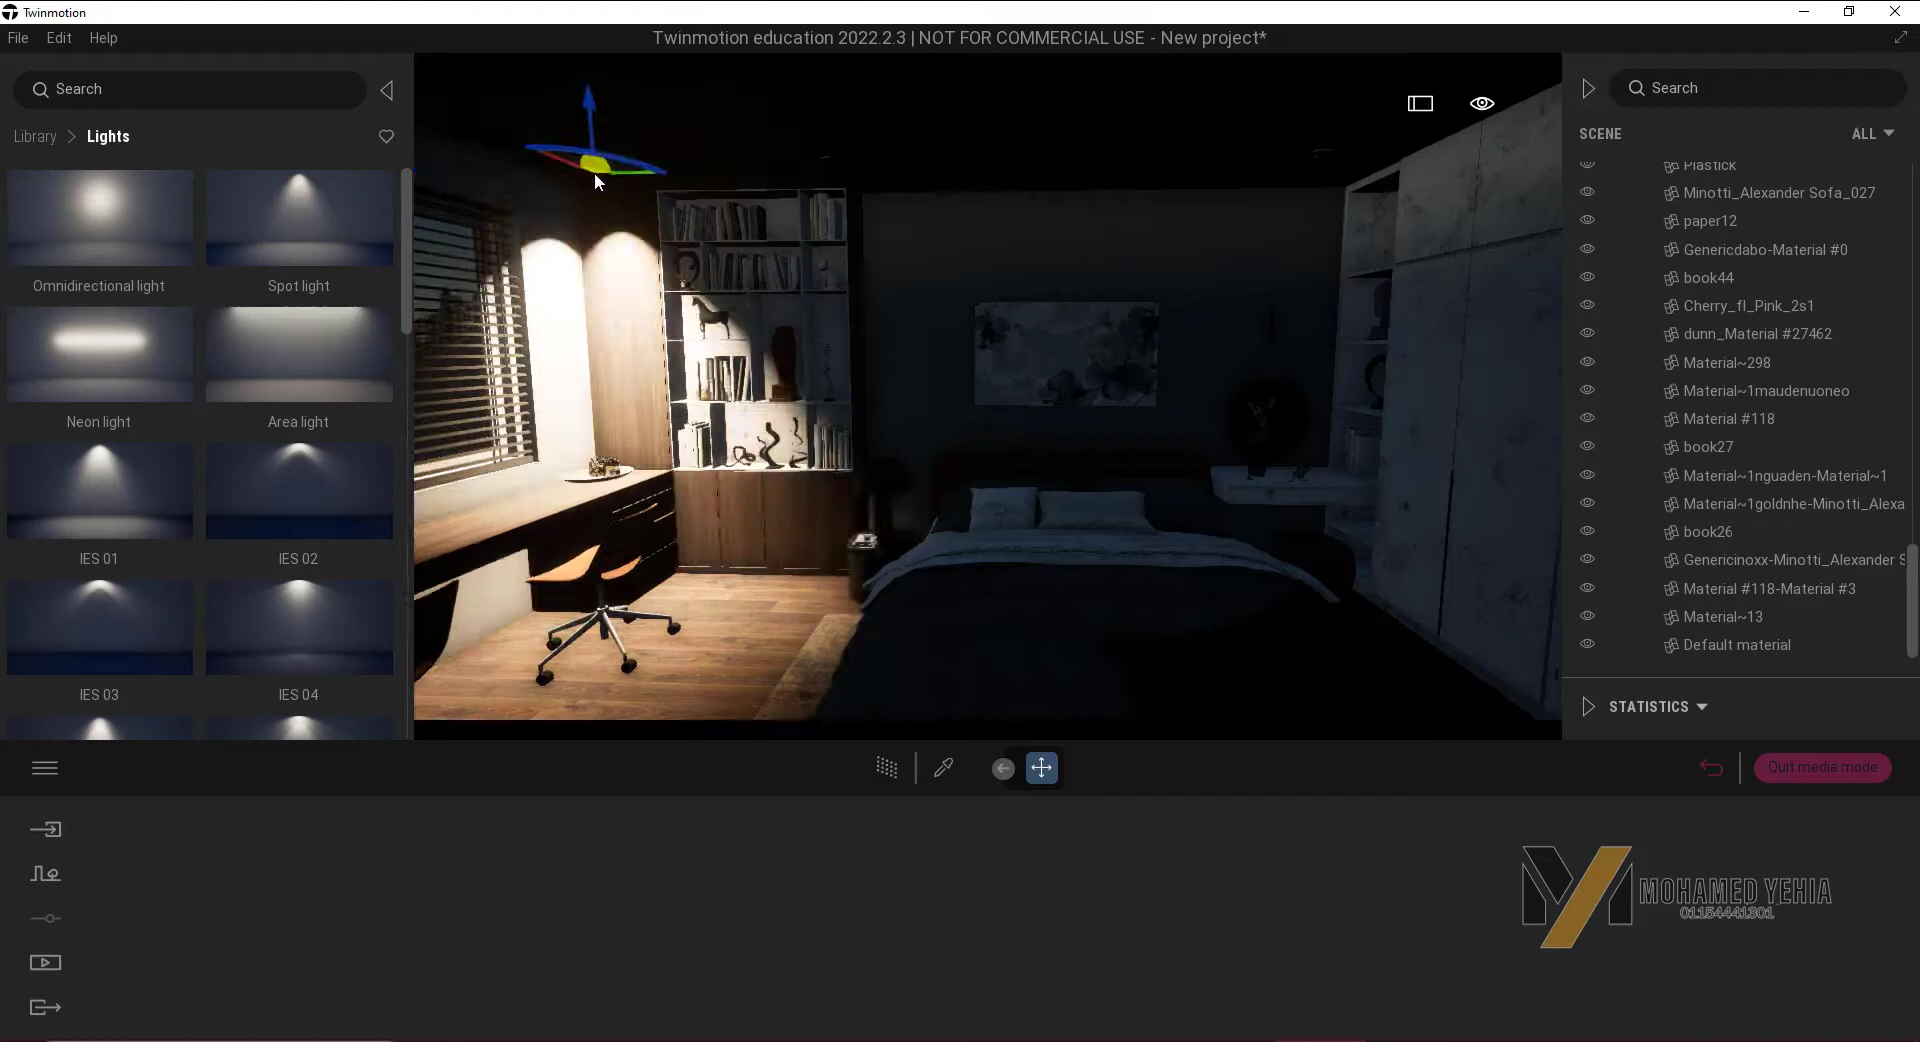 Twinmotion
File Edit Help
Twinmotion education 2022.2.3 | NOT FOR COMMERCIAL USE - New project*
Search
Library > Lights
Omnidirectional light
Spot light
Neon light
Area light
IES 01
IES 02
IES 03
IES 04
Search
SCENE
ALL
Plastick
Minotti_Alexander Sofa_027
paper12
Genericdabo-Material #0
book44
Cherry_fl_Pink_2s1
dunn_Material #27462
Material~298
Material~1maudenuoneo
Material #118
book27
Material~1nguaden-Material~1
Material~1goldnhe-Minotti_Alexa
book26
Genericinoxx-Minotti_Alexander S
Material #118-Material #3
Material~13
Default material
STATISTICS
Quit media mode
MOHAMED YEHIA
01154441301